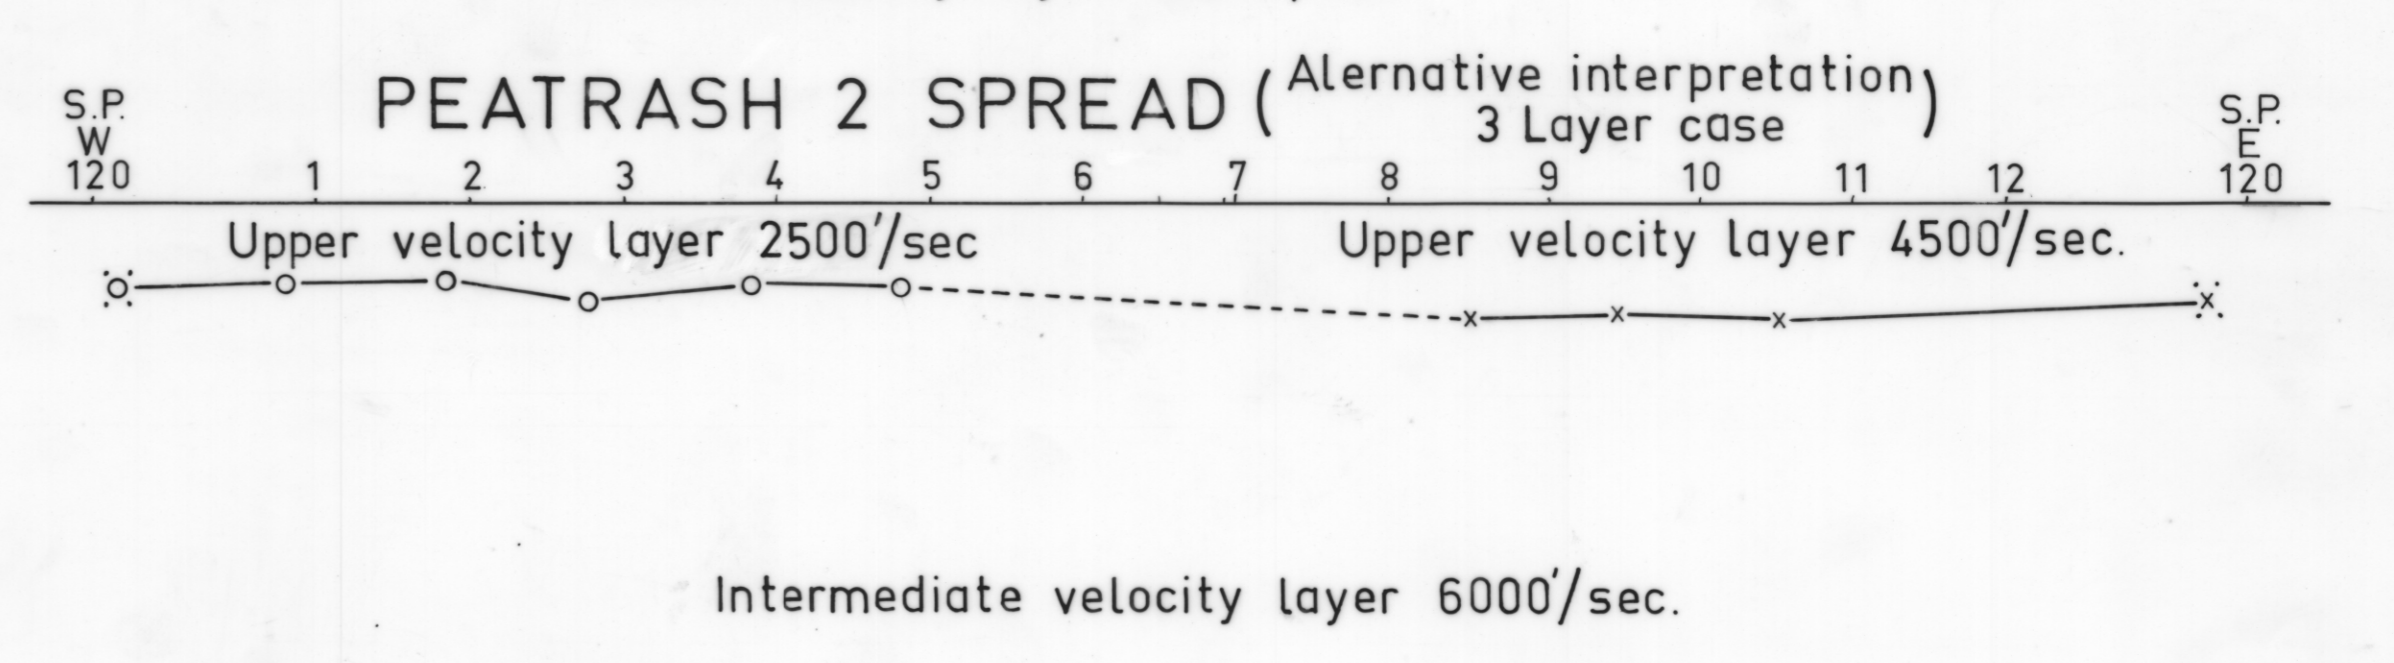 PEATRASH 2 SPREAD (Alernative interpretation
3 Layer case)
S.P. S.P.
W E
120 1 2 3 4 5 6 7 8 9 10 11 12 120
Upper velocity layer 2500'/sec Upper velocity layer 4500'/sec.
Intermediate velocity layer 6000'/sec.